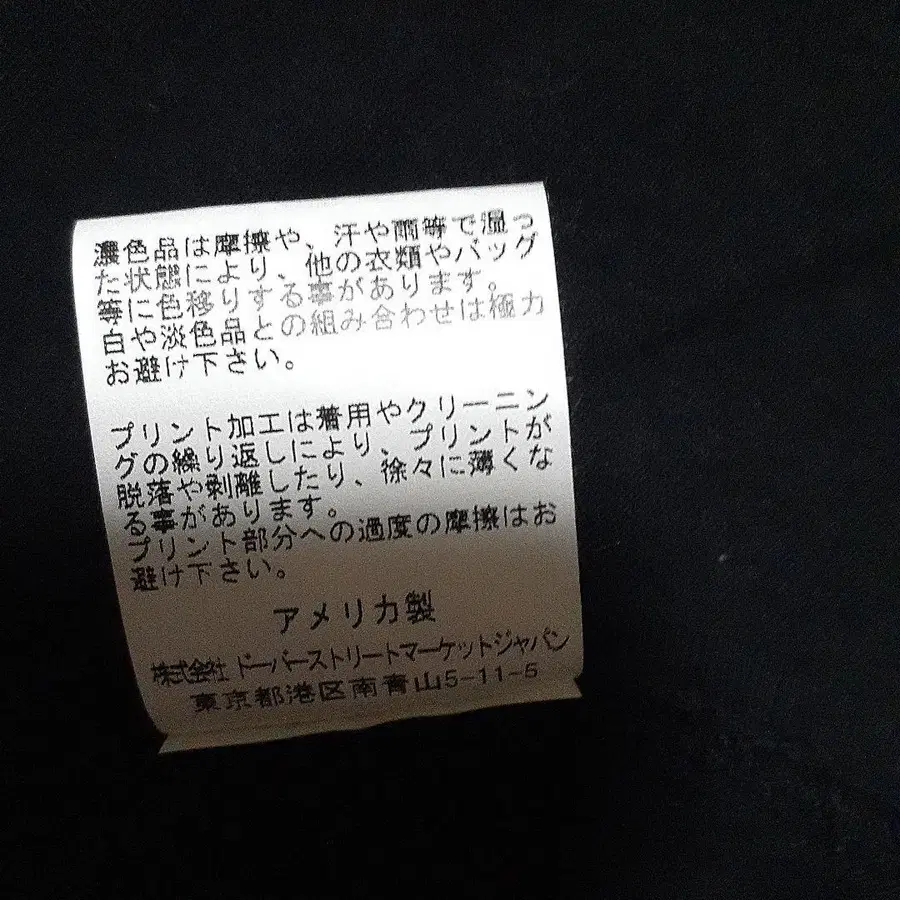 濃色品は摩擦や、汗や雨等で湿っ
た状態により、他の衣類やバッグ
等に色移りする事があります。
白や淡色品との組み合わせは極力
お避け下さい。
プリント加工は着用やクリーニン
グの繰り返しにより、プリントが
脱落や剥離したり、徐々に薄くな
る事があります。
プリント部分への過度の摩擦はお
避け下さい。
アメリカ製
株式会社 ドーバーストリートマーケットジャパン
東京都港区南青山5-11-5